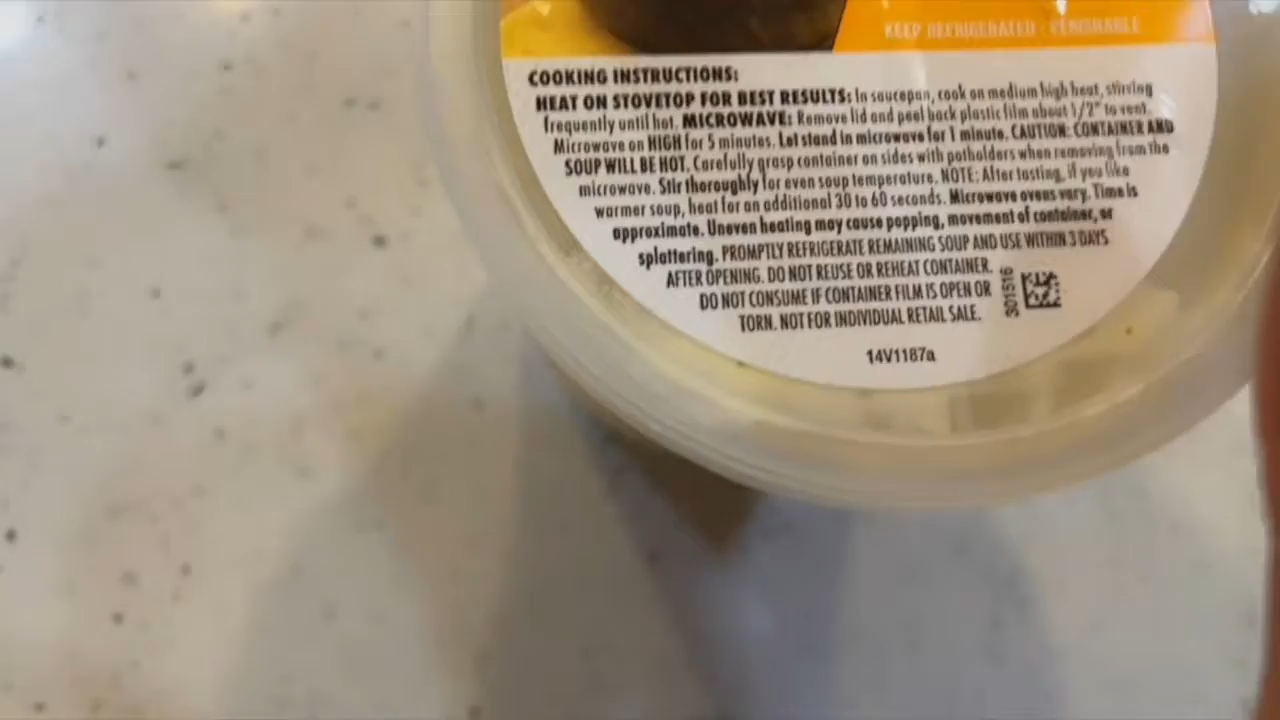 KEEP REFRIGERATED · PERISHABLE
COOKING INSTRUCTIONS:
HEAT ON STOVETOP FOR BEST RESULTS: In saucepan, cook on medium high heat, stirring
frequently until hot. MICROWAVE: Remove lid and peel back plastic film about 1/2" to vent.
Microwave on HIGH for 5 minutes. Let stand in microwave for 1 minute. CAUTION: CONTAINER AND
SOUP WILL BE HOT. Carefully grasp container on sides with potholders when removing from the
microwave. Stir thoroughly for even soup temperature. NOTE: After tasting, if you like
warmer soup, heat for an additional 30 to 60 seconds. Microwave ovens vary. Time is
approximate. Uneven heating may cause popping, movement of container, or
splattering. PROMPTLY REFRIGERATE REMAINING SOUP AND USE WITHIN 3 DAYS
AFTER OPENING. DO NOT REUSE OR REHEAT CONTAINER.
DO NOT CONSUME IF CONTAINER FILM IS OPEN OR
TORN. NOT FOR INDIVIDUAL RETAIL SALE.
301516
14V1187a